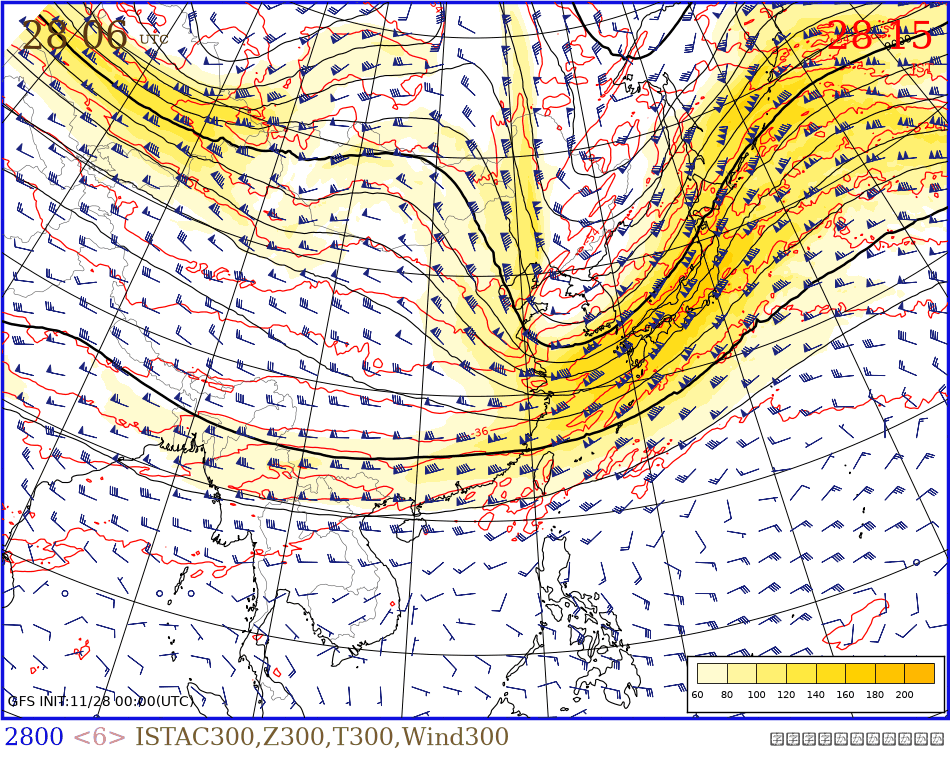 28 06 UTC 28 15
-36
60 80 100 120 140 160 180 200
GFS INIT:11/28 00:00(UTC)
2800 <6> ISTAC300,Z300,T300,Wind300